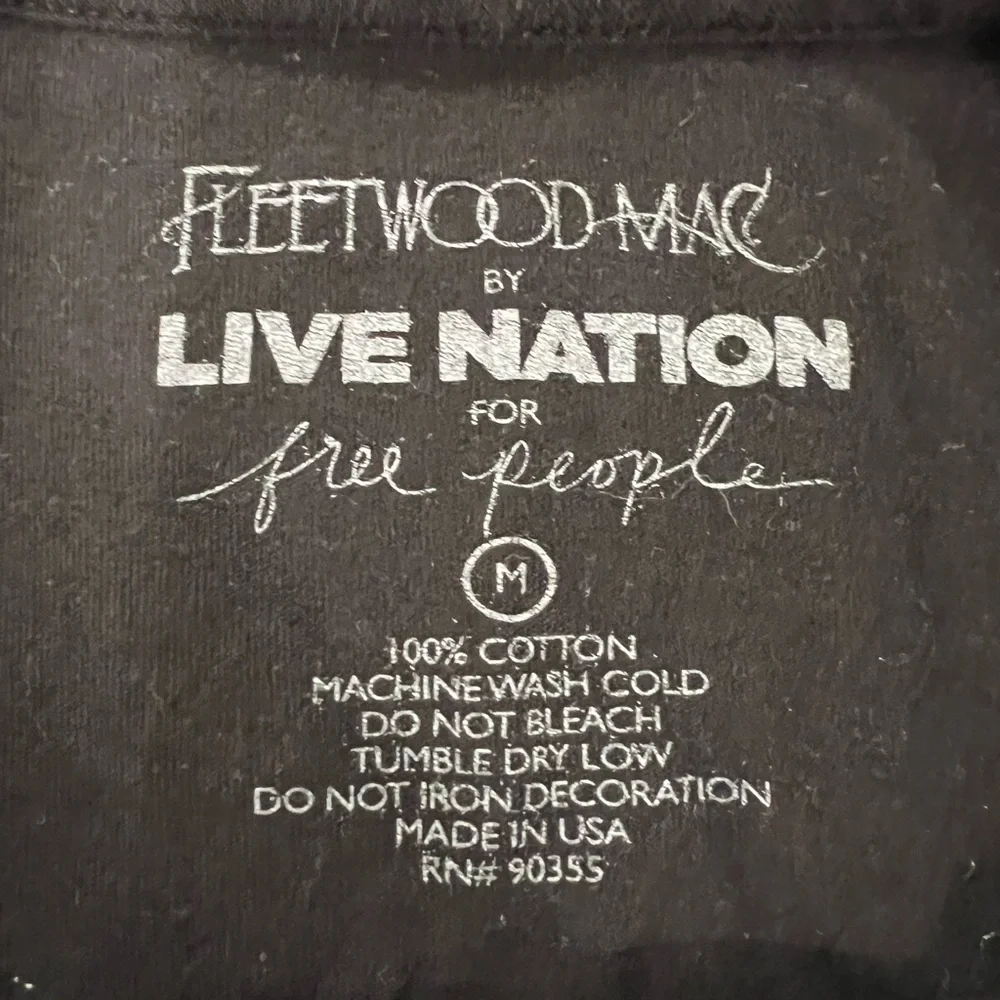 FLEETWOOD MAC
BY
LIVE NATION
FOR
free people
M
100% COTTON
MACHINE WASH COLD
DO NOT BLEACH
TUMBLE DRY LOW
DO NOT IRON DECORATION
MADE IN USA
RN# 90355